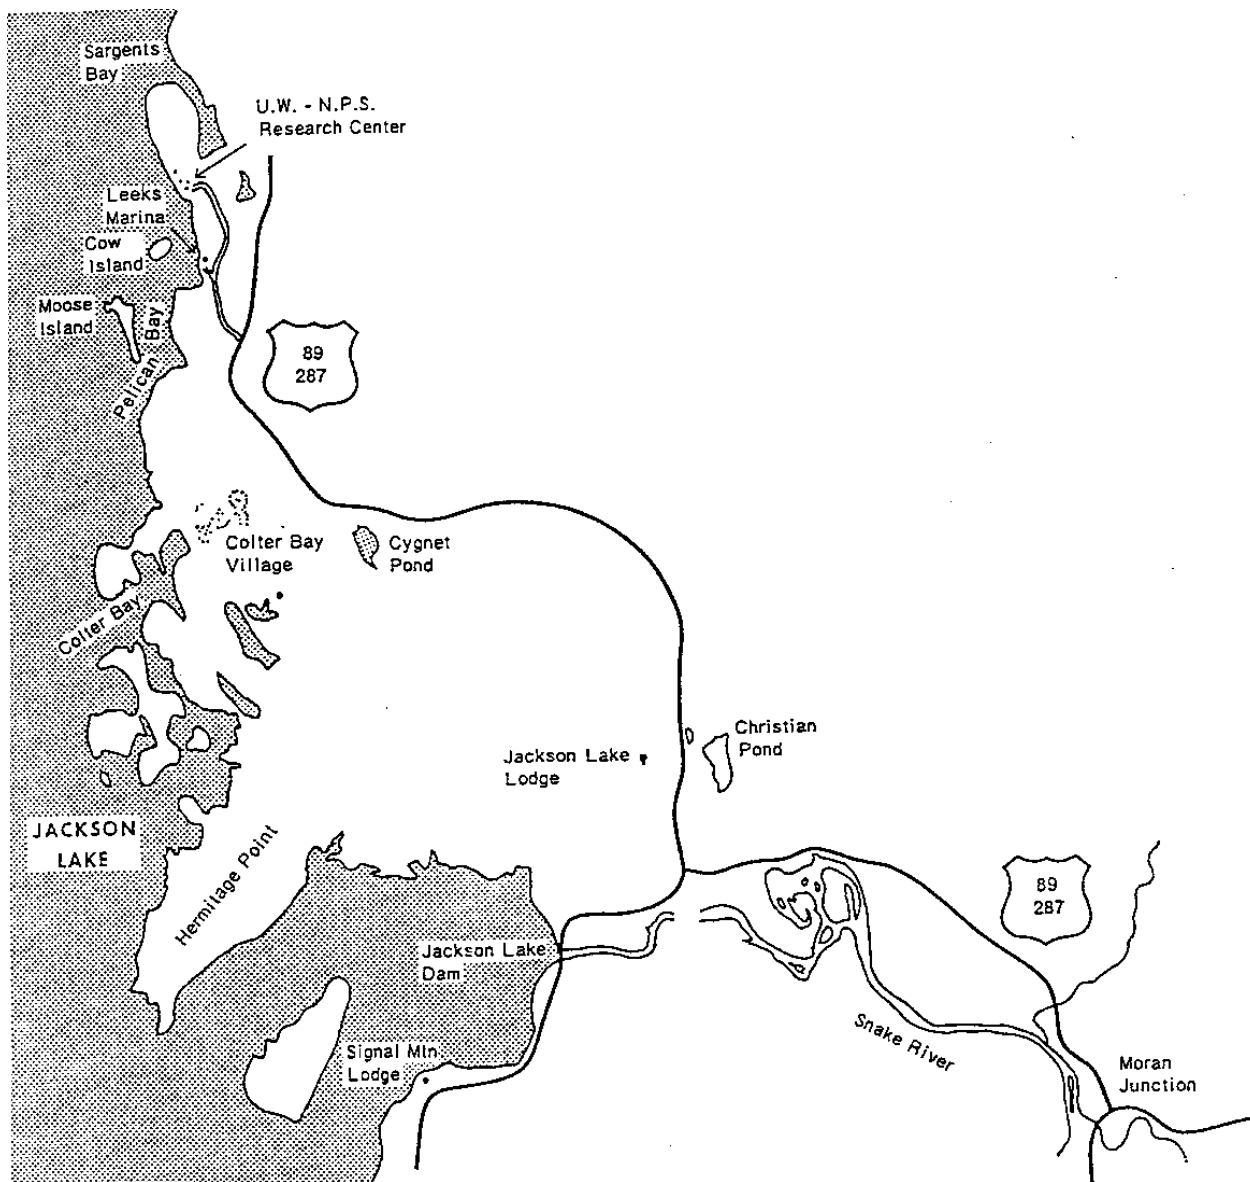 Sargents
Bay
U.W. - N.P.S.
Research Center
Leeks
Marina
Cow
Island
Moose
Island
Pelican Bay
89
287
Colter Bay
Village
Cygnet
Pond
Colter Bay
Christian
Pond
Jackson Lake
Lodge
JACKSON
LAKE
Hermitage Point
89
287
Jackson Lake
Dam
Snake River
Signal Mtn.
Lodge
Moran
Junction